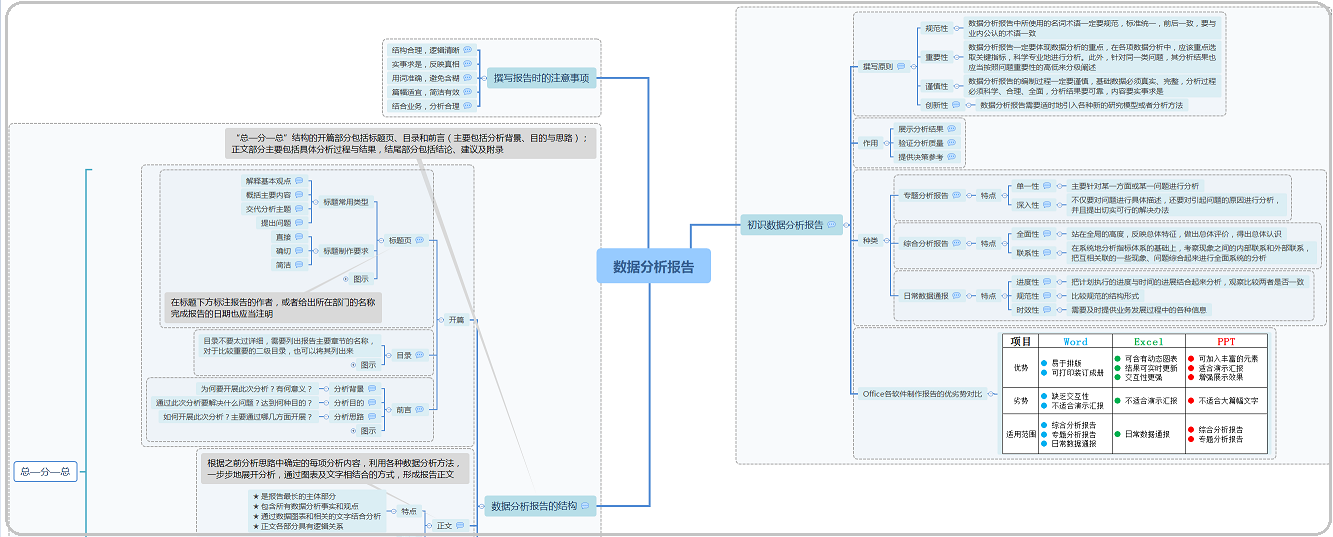 数据分析报告
撰写报告时的注意事项
结构合理，逻辑清晰
实事求是，反映真相
用词准确，避免含糊
篇幅适宜，简洁有效
结合业务，分析合理
“总—分—总”结构的开篇部分包括标题页、目录和前言（主要包括分析背景、目的与思路）；
正文部分主要包括具体分析过程与结果，结尾部分包括结论、建议及附录
解释基本观点
概括主要内容
交代分析主题
提出问题
标题常用类型
直接
确切
简洁
标题制作要求
图示
标题页
在标题下方标注报告的作者，或者给出所在部门的名称
完成报告的日期也应当注明
开篇
目录不要太过详细，需要列出报告主要章节的名称，
对于比较重要的二级目录，也可以将其列出来
目录
图示
为何要开展此次分析？有何意义？
分析背景
通过此次分析要解决什么问题？达到何种目的？
分析目的
如何开展此次分析？主要通过哪几方面开展？
分析思路
前言
图示
总—分—总
根据之前分析思路中确定的每项分析内容，利用各种数据分析方法，
一步步地展开分析，通过图表及文字相结合的方式，形成报告正文
数据分析报告的结构
★ 是报告最长的主体部分
★ 包含所有数据分析事实和观点
★ 通过数据图表和相关的文字结合分析
★ 正文各部分具有逻辑关系
特点
正文
初识数据分析报告
撰写原则
规范性
数据分析报告中所使用的名词术语一定要规范，标准统一，前后一致，要与
业内公认的术语一致
重要性
数据分析报告一定要体现数据分析的重点，在各项数据分析中，应该重点选
取关键指标，科学专业地进行分析。此外，针对同一类问题，其分析结果也
应当按照问题重要性的高低来分级阐述
谨慎性
数据分析报告的编制过程一定要谨慎，基础数据必须真实、完整，分析过程
必须科学、合理、全面，分析结果要可靠，内容要实事求是
创新性
数据分析报告需要适时地引入各种新的研究模型或者分析方法
作用
展示分析结果
验证分析质量
提供决策参考
种类
专题分析报告
特点
单一性
主要针对某一方面或某一问题进行分析
深入性
不仅要对问题进行具体描述，还要对引起问题的原因进行分析，
并且提出切实可行的解决办法
综合分析报告
特点
全面性
站在全局的高度，反映总体特征，做出总体评价，得出总体认识
联系性
在系统地分析指标体系的基础上，考察现象之间的内部联系和外部联系，
把互相关联的一些现象、问题综合起来进行全面系统的分析
日常数据通报
特点
进度性
把计划执行的进度与时间的进展结合起来分析，观察比较两者是否一致
规范性
比较规范的结构形式
时效性
需要及时提供业务发展过程中的各种信息
Office各软件制作报告的优劣势对比
项目 Word Excel PPT
优势
易于排版
可打印装订成册
可含有动态图表
结果可实时更新
交互性更强
可加入丰富的元素
适合演示汇报
增强展示效果
劣势
缺乏交互性
不适合演示汇报
不适合演示汇报
不适合大篇幅文字
适用范围
综合分析报告
专题分析报告
日常数据通报
日常数据通报
综合分析报告
专题分析报告